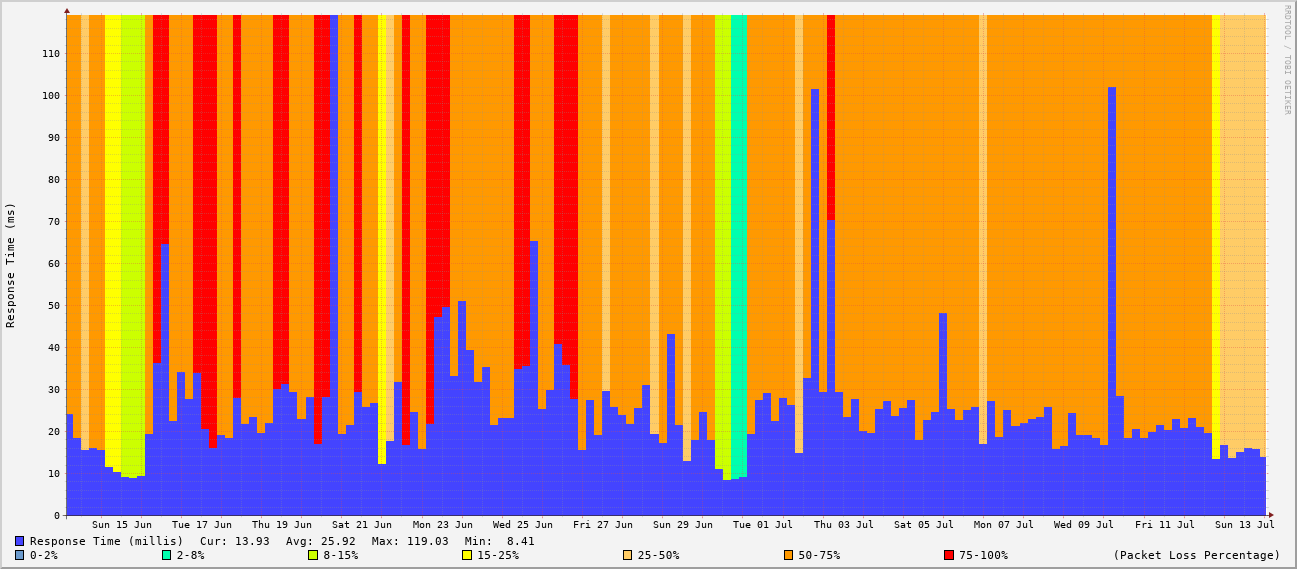 RRDTOOL / TOBI OETIKER
Response Time (ms)
110
100
90
80
70
60
50
40
30
20
10
0
Sun 15 Jun Tue 17 Jun Thu 19 Jun Sat 21 Jun Mon 23 Jun Wed 25 Jun Fri 27 Jun Sun 29 Jun Tue 01 Jul Thu 03 Jul Sat 05 Jul Mon 07 Jul Wed 09 Jul Fri 11 Jul Sun 13 Jul
Response Time (millis) Cur: 13.93 Avg: 25.92 Max: 119.03 Min: 8.41
0-2% 2-8% 8-15% 15-25% 25-50% 50-75% 75-100% (Packet Loss Percentage)